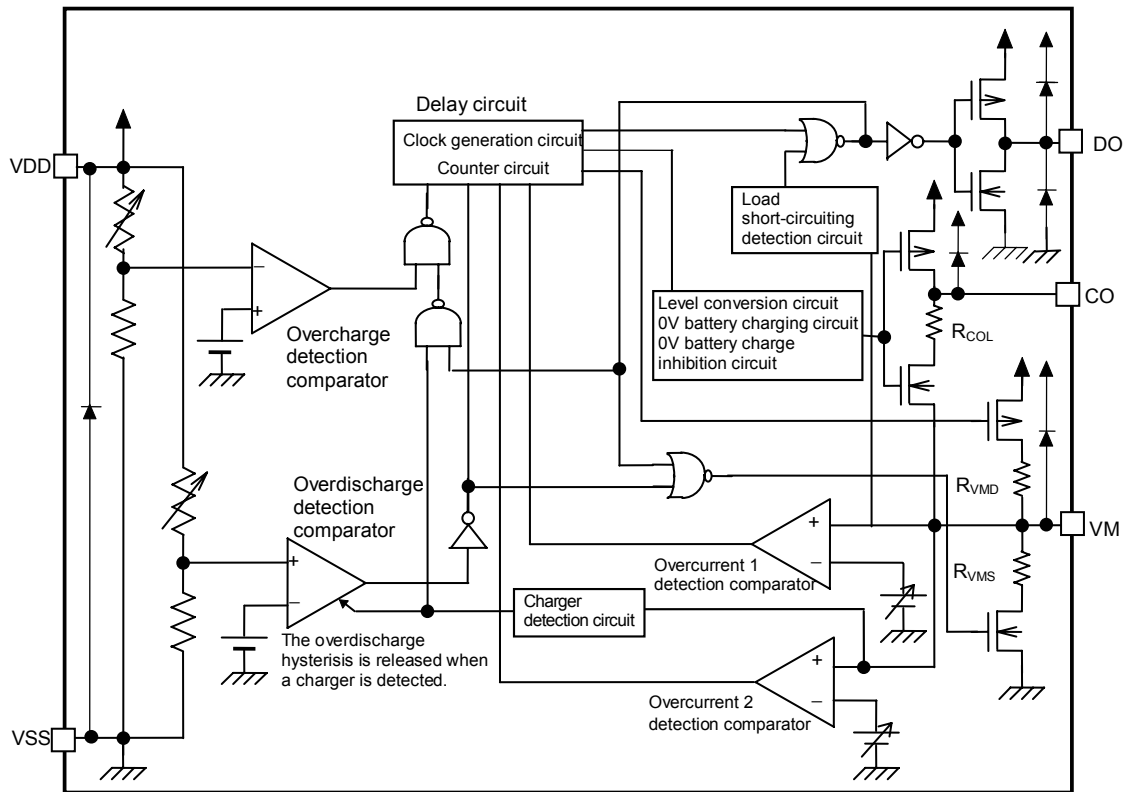 Delay circuit
Clock generation circuit
Counter circuit
VDD
DO
Load
short-circuiting
detection circuit
−
+
Overcharge
detection
comparator
Level conversion circuit
0V battery charging circuit
0V battery charge
inhibition circuit
CO
RCOL
Overdischarge
detection
comparator
RVMD
+
−
Overcurrent 1
detection comparator
VM
RVMS
+
−
Charger
detection circuit
The overdischarge
hysterisis is released when
a charger is detected.
+
−
Overcurrent 2
detection comparator
VSS